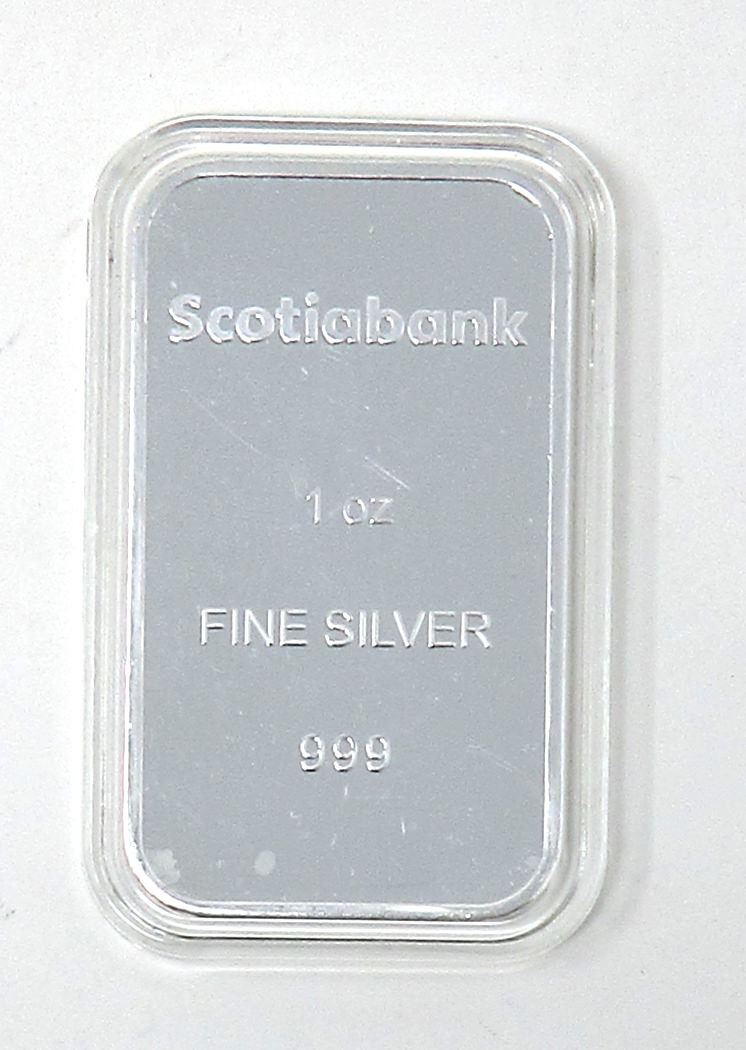 Scotiabank
1 oz
FINE SILVER
999